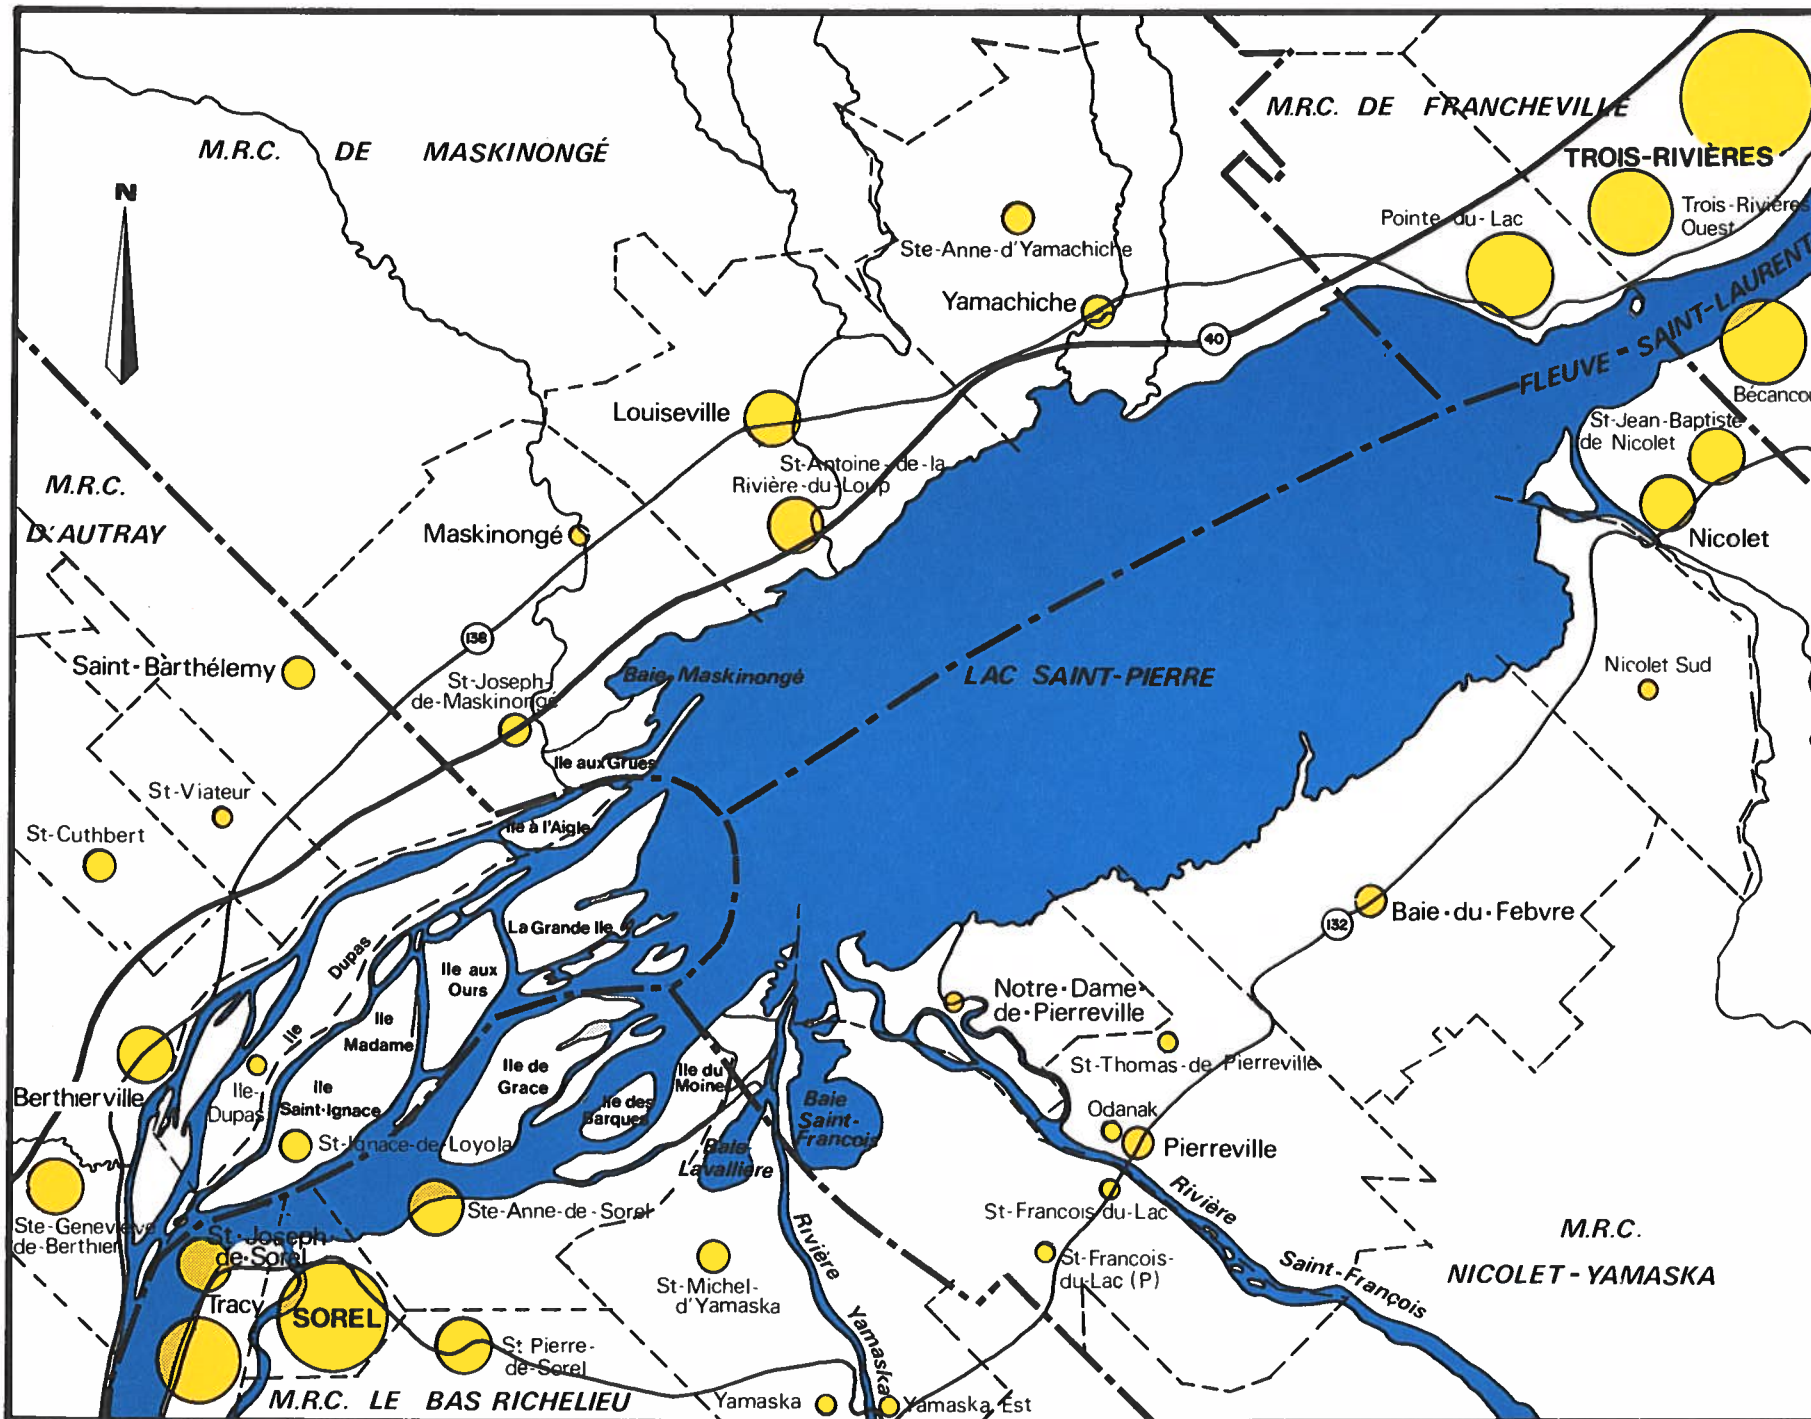 M.R.C. DE FRANCHEVILLE
M.R.C. DE MASKINONGÉ
TROIS-RIVIÈRES
N
Trois-Rivières
Ouest
Pointe-du-Lac
Ste-Anne-d'Yamachiche
FLEUVE - SAINT-LAURENT
Yamachiche
40
Louiseville
St-Jean-Baptiste
de Nicolet
St-Antoine-de-la
Rivière-du-Loup
M.R.C.
D'AUTRAY
Maskinongé
Nicolet
138
Saint-Barthélemy
St-Joseph-
de-Maskinongé
Baie Maskinongé
LAC SAINT-PIERRE
Nicolet Sud
Ile aux Grues
St-Viateur
Ile à l'Aigle
St-Cuthbert
132
Baie-du-Febvre
La Grande Ile
Ile Dupas
Ile aux
Ours
Notre-Dame-
de-Pierreville
Ile
Madame
St-Thomas-de-Pierreville
Ile de
Grace
Ile du
Moine
Berthierville
Ile-
Dupas
Ile
Saint-Ignace
Ile des
Barques
Baie
Saint-
François
Odanak
St-Ignace-de-Loyola
Baie
Lavallière
Pierreville
Ste-Anne-de-Sorel
St-Francois-du-Lac
Rivière Saint-François
Ste-Geneviève
de-Berthier
St-Joseph-
de-Sorel
Rivière Yamaska
St-Francois-
du-Lac (P)
M.R.C.
NICOLET-YAMASKA
St-Michel-
d'Yamaska
Tracy
SOREL
St Pierre-
de-Sorel
M.R.C. LE BAS RICHELIEU
Yamaska
Yamaska Est